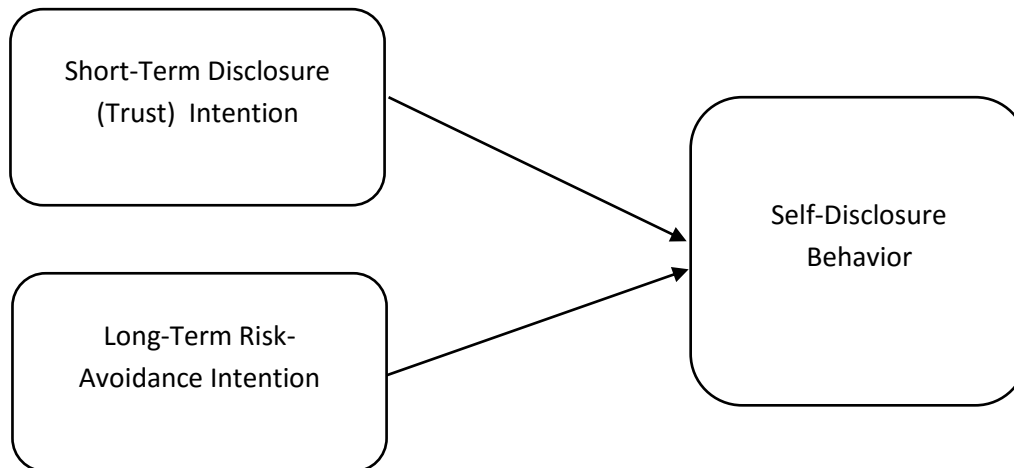 Short-Term Disclosure
(Trust) Intention
Self-Disclosure
Behavior
Long-Term Risk-
Avoidance Intention